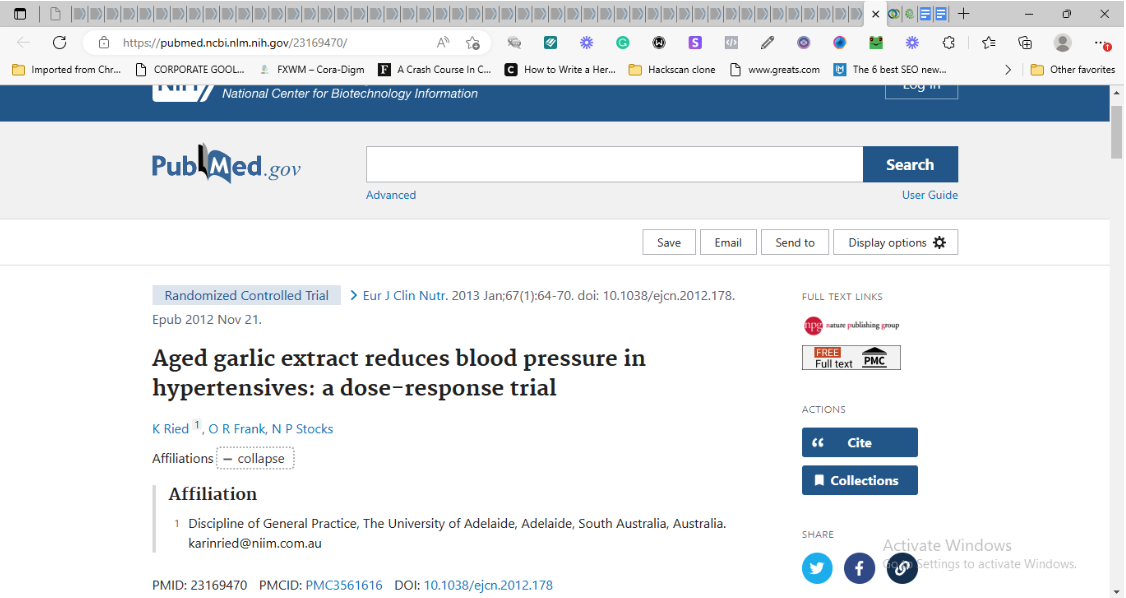 https://pubmed.ncbi.nlm.nih.gov/23169470/
Imported from Chr... CORPORATE GOOL... FXWM – Cora-Digm A Crash Course In C... How to Write a Her... Hackscan clone www.greats.com The 6 best SEO new... Other favorites
NIH National Center for Biotechnology Information Log in
PubMed.gov Search
Advanced User Guide
Save Email Send to Display options
Randomized Controlled Trial > Eur J Clin Nutr. 2013 Jan;67(1):64-70. doi: 10.1038/ejcn.2012.178.
Epub 2012 Nov 21.
Aged garlic extract reduces blood pressure in
hypertensives: a dose-response trial
K Ried 1, O R Frank, N P Stocks
Affiliations – collapse
Affiliation
1 Discipline of General Practice, The University of Adelaide, Adelaide, South Australia, Australia.
karinried@niim.com.au
PMID: 23169470 PMCID: PMC3561616 DOI: 10.1038/ejcn.2012.178
FULL TEXT LINKS
npg nature publishing group
FREE
Full text PMC
ACTIONS
Cite
Collections
SHARE
Activate Windows
Go to Settings to activate Windows.